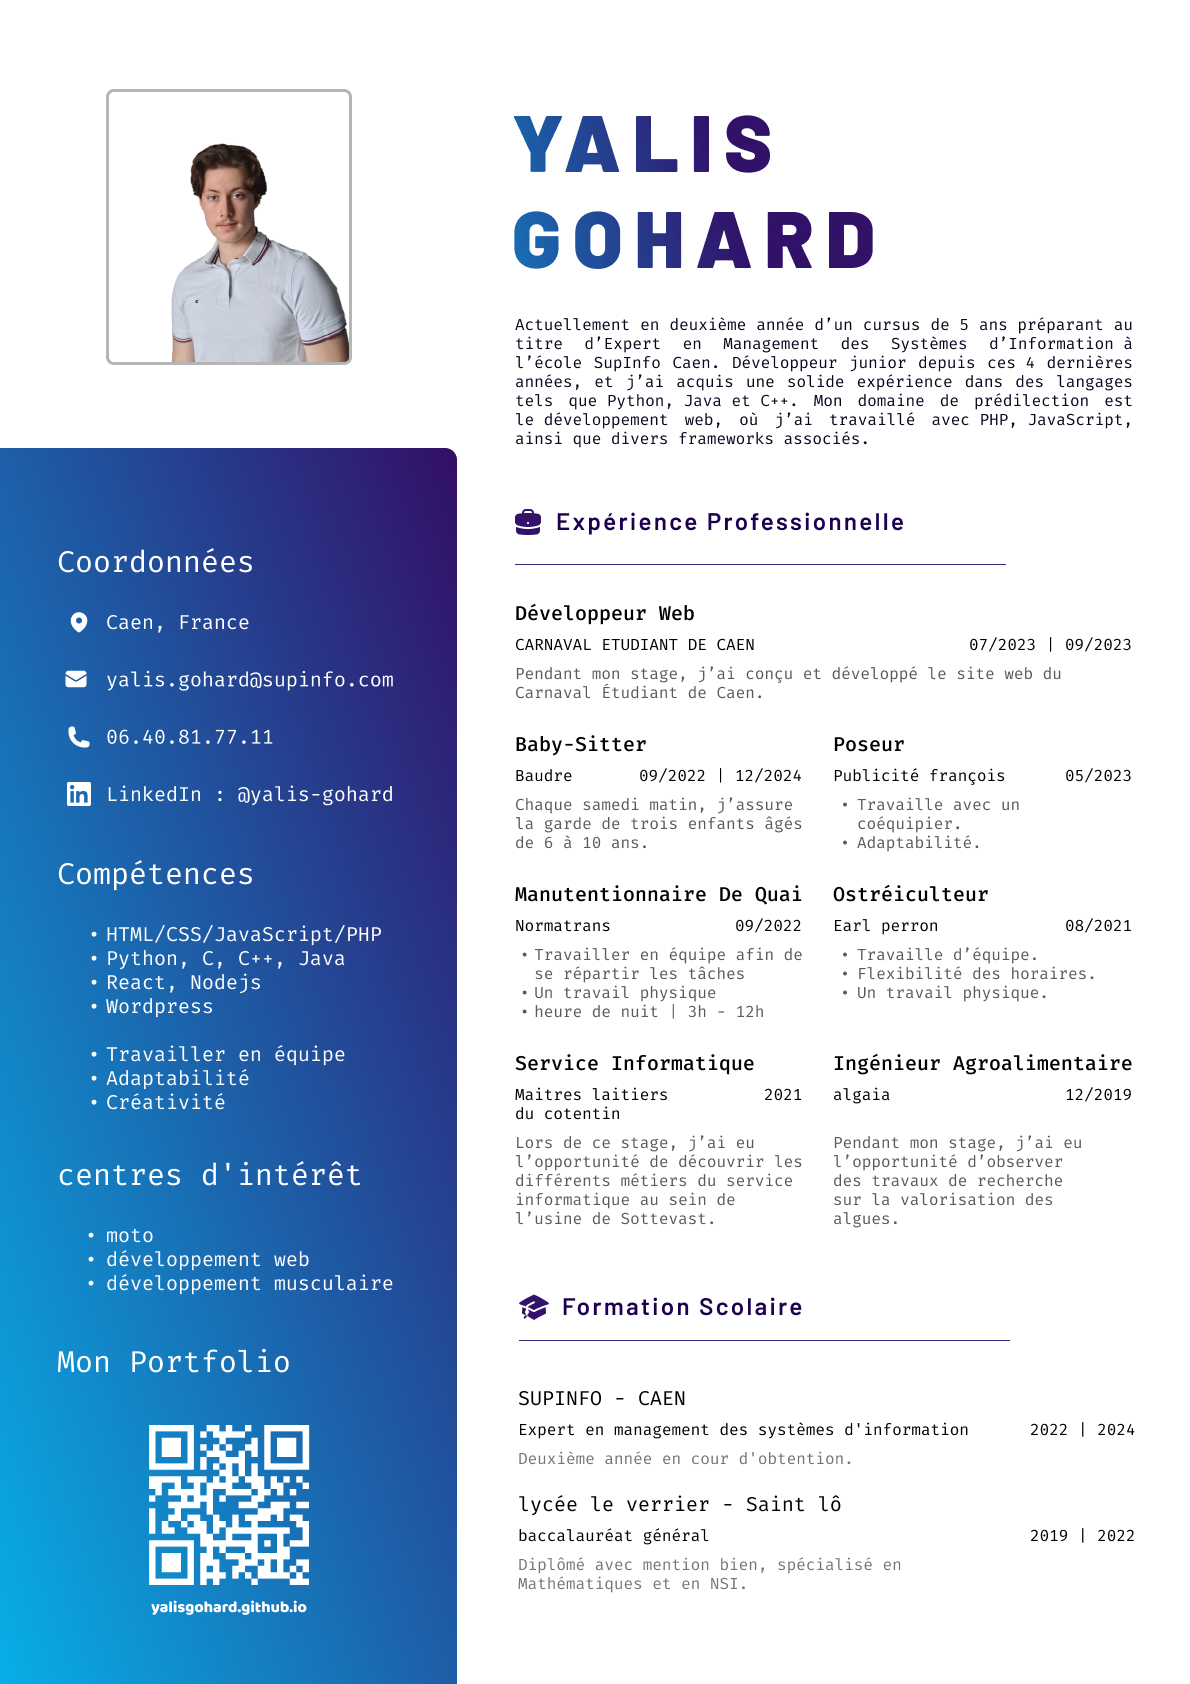 YALIS
GOHARD
Actuellement en deuxième année d’un cursus de 5 ans préparant au
titre d’Expert en Management des Systèmes d’Information à
l’école SupInfo Caen. Développeur junior depuis ces 4 dernières
années, et j’ai acquis une solide expérience dans des langages
tels que Python, Java et C++. Mon domaine de prédilection est
le développement web, où j’ai travaillé avec PHP, JavaScript,
ainsi que divers frameworks associés.
Coordonnées
Caen, France
yalis.gohard@supinfo.com
06.40.81.77.11
LinkedIn : @yalis-gohard
Compétences
• HTML/CSS/JavaScript/PHP
• Python, C, C++, Java
• React, Nodejs
• Wordpress
• Travailler en équipe
• Adaptabilité
• Créativité
centres d'intérêt
• moto
• développement web
• développement musculaire
Mon Portfolio
yalisgohard.github.io
Expérience Professionnelle
Développeur Web
CARNAVAL ETUDIANT DE CAEN 07/2023 | 09/2023
Pendant mon stage, j’ai conçu et développé le site web du
Carnaval Étudiant de Caen.
Baby-Sitter
Baudre 09/2022 | 12/2024
Chaque samedi matin, j’assure
la garde de trois enfants âgés
de 6 à 10 ans.
Poseur
Publicité françois 05/2023
• Travaille avec un
coéquipier.
• Adaptabilité.
Manutentionnaire De Quai
Normatrans 09/2022
• Travailler en équipe afin de
se répartir les tâches
• Un travail physique
• heure de nuit | 3h - 12h
Ostréiculteur
Earl perron 08/2021
• Travaille d’équipe.
• Flexibilité des horaires.
• Un travail physique.
Service Informatique
Maitres laitiers 2021
du cotentin
Lors de ce stage, j’ai eu
l’opportunité de découvrir les
différents métiers du service
informatique au sein de
l’usine de Sottevast.
Ingénieur Agroalimentaire
algaia 12/2019
Pendant mon stage, j’ai eu
l’opportunité d’observer
des travaux de recherche
sur la valorisation des
algues.
Formation Scolaire
SUPINFO - CAEN
Expert en management des systèmes d'information 2022 | 2024
Deuxième année en cour d'obtention.
lycée le verrier - Saint lô
baccalauréat général 2019 | 2022
Diplômé avec mention bien, spécialisé en
Mathématiques et en NSI.